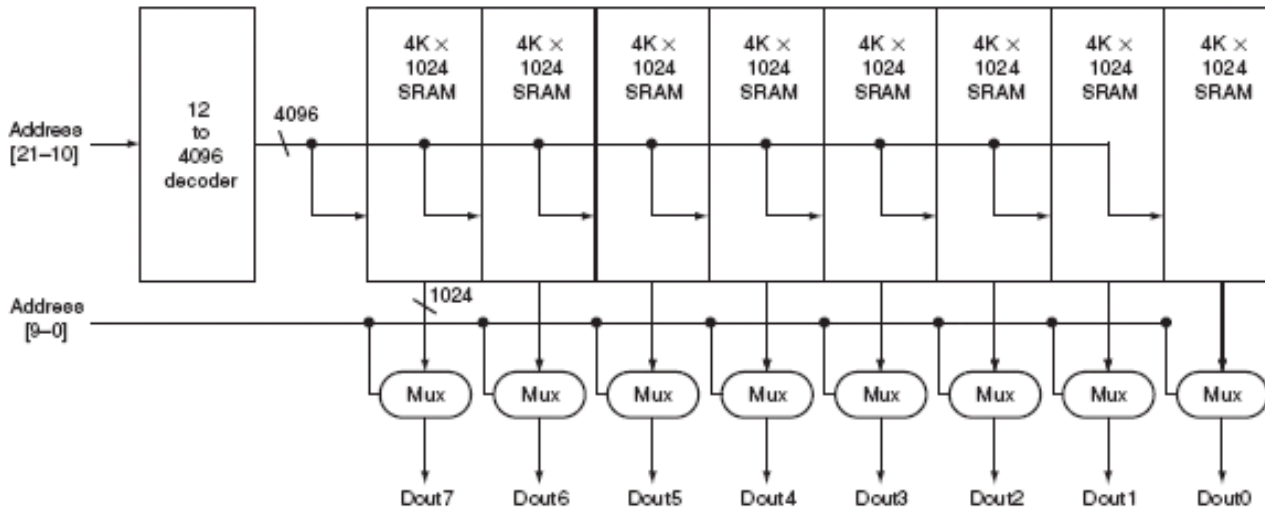 4K ×
1024
SRAM
4K ×
1024
SRAM
4K ×
1024
SRAM
4K ×
1024
SRAM
4K ×
1024
SRAM
4K ×
1024
SRAM
4K ×
1024
SRAM
4K ×
1024
SRAM
Address
[21–10]
12
to
4096
decoder
4096
1024
Address
[9–0]
Mux
Mux
Mux
Mux
Mux
Mux
Mux
Mux
Dout7
Dout6
Dout5
Dout4
Dout3
Dout2
Dout1
Dout0